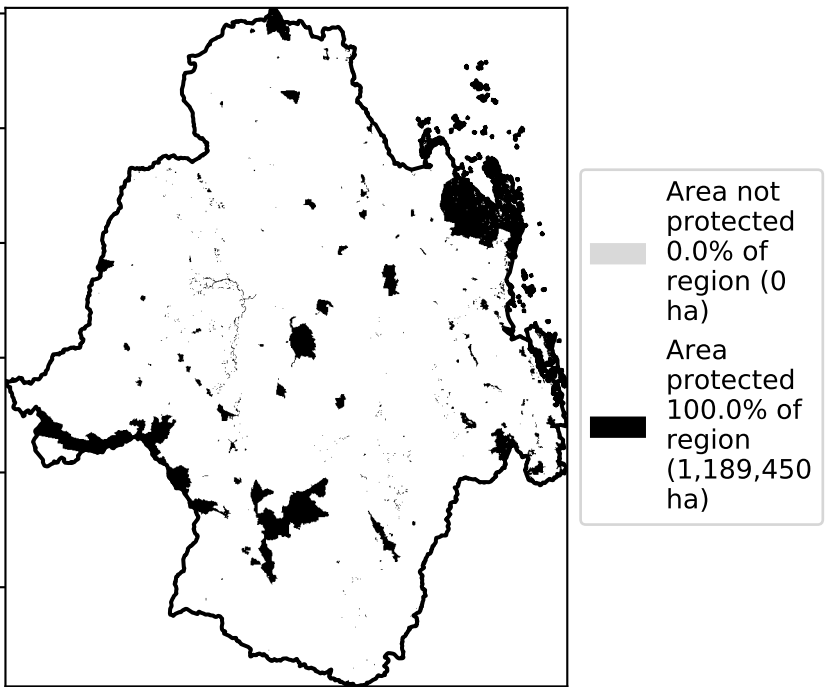 Area not
protected
0.0% of
region (0
ha)
Area
protected
100.0% of
region
(1,189,450
ha)